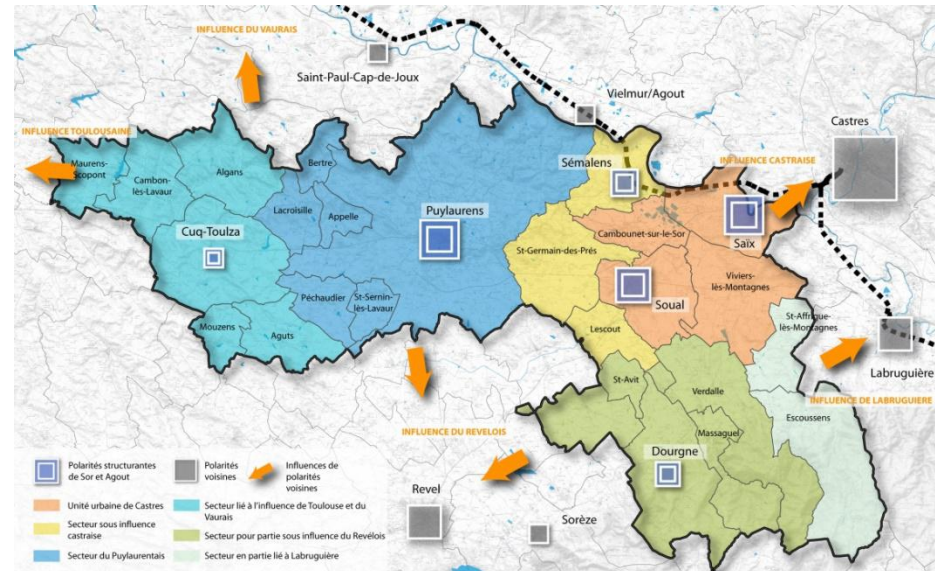 INFLUENCE DU VAURAIS
Saint-Paul-Cap-de-Joux
Vielmur/Agout
Castres
INFLUENCE TOULOUSAINE
Maurens-
Scopont
Cambon-
lès-Lavaur
Algans
Bertre
Sémalens
INFLUENCE CASTRAISE
Lacroisille
Appelle
Puylaurens
Cuq-Toulza
Cambounet-sur-le-Sor
Saïx
St-Germain-des-Prés
Viviers-
lès-Montagnes
Péchaudier
St-Sernin-
lès-Lavaur
Soual
St-Affrique-
lès-Montagnes
Mouzens
Aguts
Lescout
Labruguière
St-Avit
Verdalle
INFLUENCE DE LABRUGUIÈRE
Escoussens
INFLUENCE DU REVELOIS
Massaguel
Dourgne
Revel
Sorèze
Polarités structurantes
de Sor et Agout
Polarités
voisines
Influences de
polarités
voisines
Unité urbaine de Castres
Secteur sous influence
castraise
Secteur du Puylaurentais
Secteur lié à l'influence de Toulouse et du
Vaurais
Secteur pour partie sous influence du Revélois
Secteur en partie lié à Labruguière